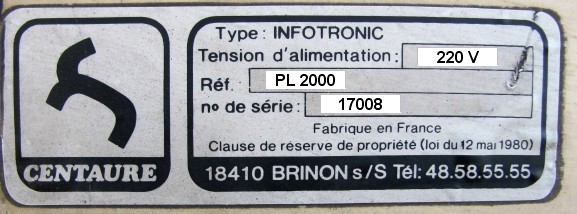 Type : INFOTRONIC
Tension d'alimentation : 220 V
Réf. PL 2000
no de série : 17008
Fabrique en France
Clause de réserve de propriété (loi du 12 mai 1980)
CENTAURE
18410 BRINON s/S Tél: 48.58.55.55